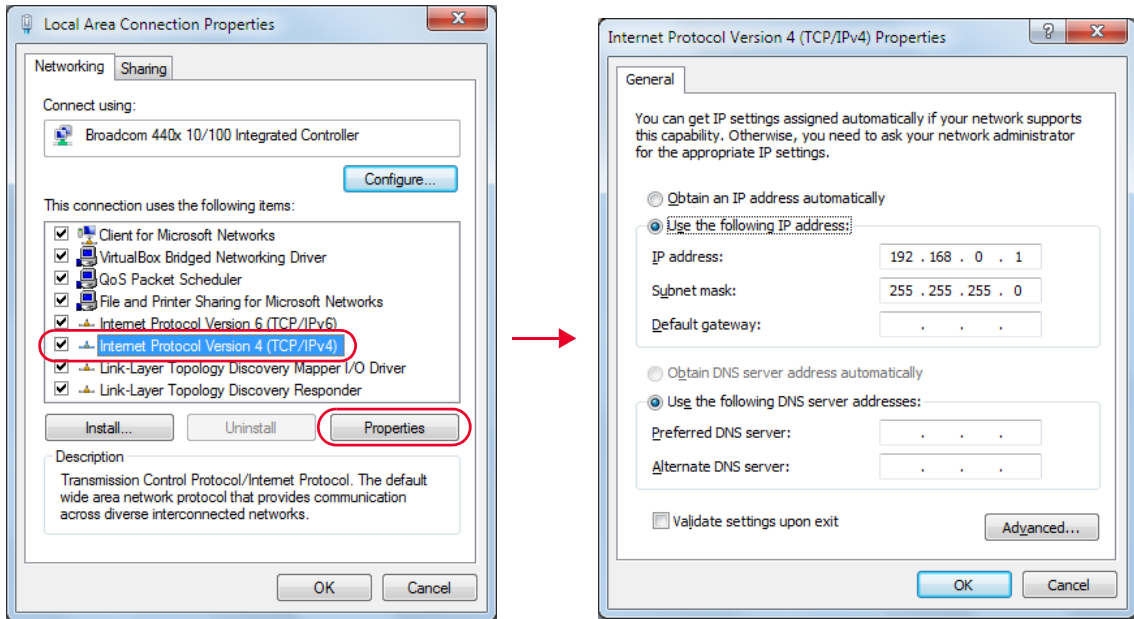 Local Area Connection Properties
Networking
Sharing
Connect using:
Broadcom 440x 10/100 Integrated Controller
Configure...
This connection uses the following items:
Client for Microsoft Networks
VirtualBox Bridged Networking Driver
QoS Packet Scheduler
File and Printer Sharing for Microsoft Networks
Internet Protocol Version 6 (TCP/IPv6)
Internet Protocol Version 4 (TCP/IPv4)
Link-Layer Topology Discovery Mapper I/O Driver
Link-Layer Topology Discovery Responder
Install...
Uninstall
Properties
Description
Transmission Control Protocol/Internet Protocol. The default
wide area network protocol that provides communication
across diverse interconnected networks.
OK
Cancel
Internet Protocol Version 4 (TCP/IPv4) Properties
General
You can get IP settings assigned automatically if your network supports
this capability. Otherwise, you need to ask your network administrator
for the appropriate IP settings.
Obtain an IP address automatically
Use the following IP address:
IP address: 192 . 168 . 0 . 1
Subnet mask: 255 . 255 . 255 . 0
Default gateway: . . .
Obtain DNS server address automatically
Use the following DNS server addresses:
Preferred DNS server: . . .
Alternate DNS server: . . .
Validate settings upon exit
Advanced...
OK
Cancel